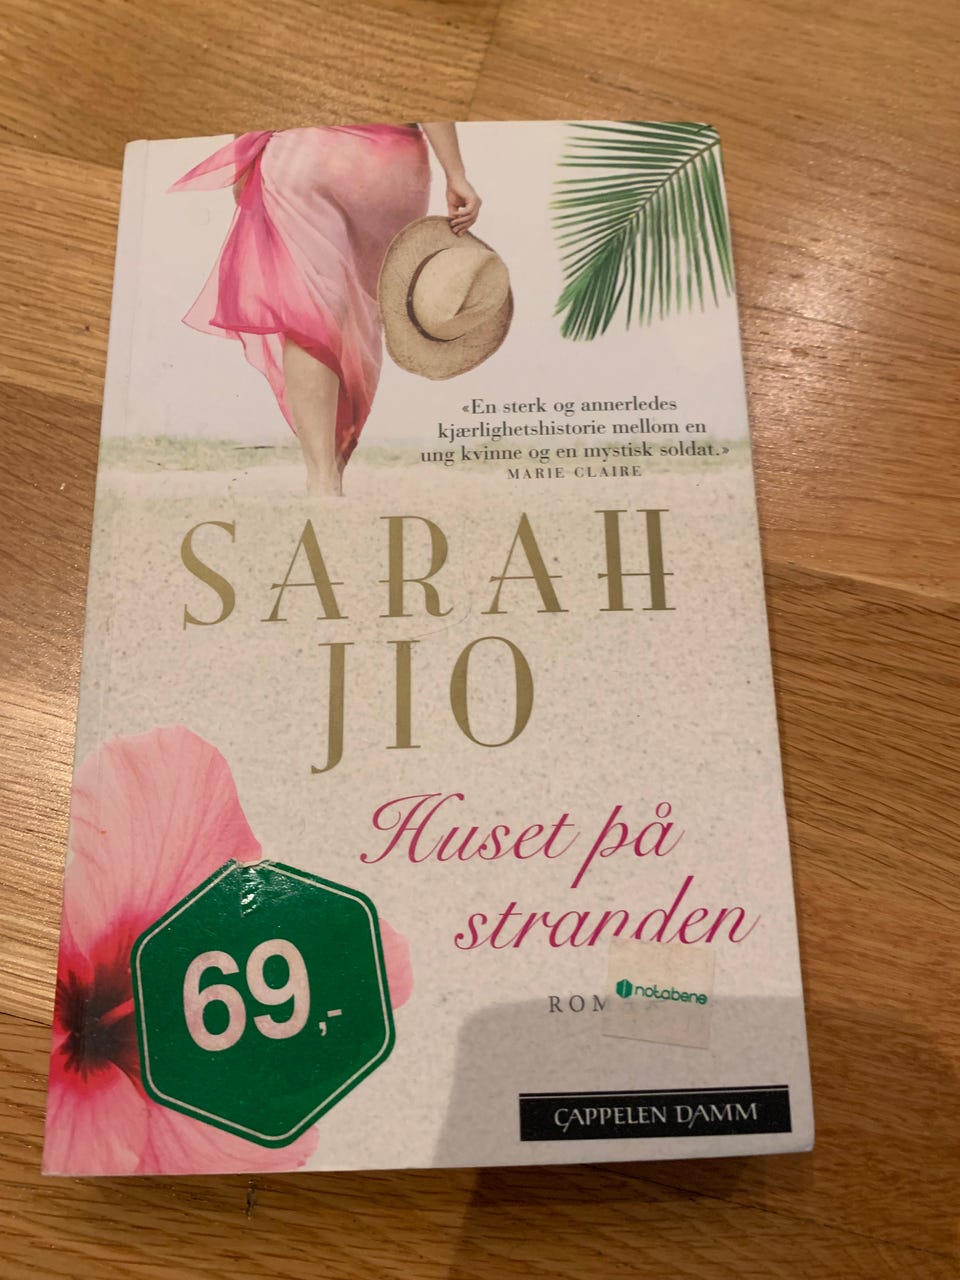 «En sterk og annerledes
kjærlighetshistorie mellom en
ung kvinne og en mystisk soldat.»
MARIE CLAIRE
SARAH
JIO
Huset på
stranden
69,-
ROM
notabene
CAPPELEN DAMM